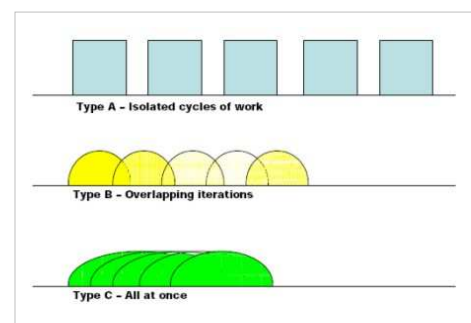 Type A – Isolated cycles of work
Type B – Overlapping iterations
Type C – All at once